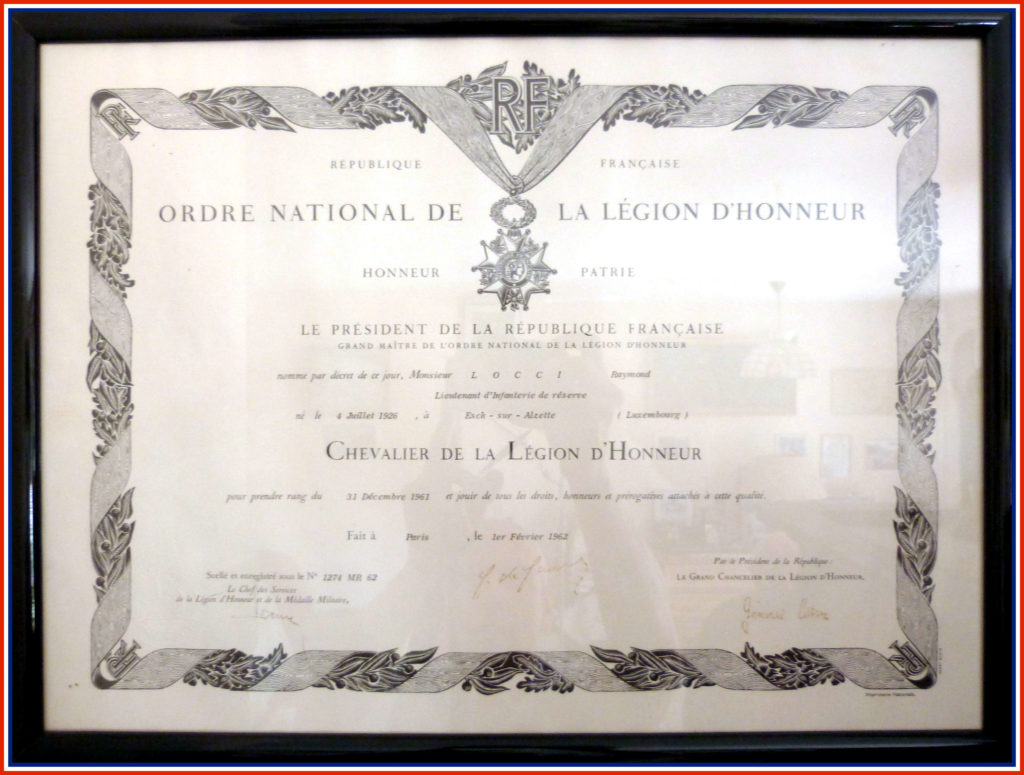 RF
RÉPUBLIQUE FRANÇAISE
ORDRE NATIONAL DE LA LÉGION D'HONNEUR
HONNEUR PATRIE
LE PRÉSIDENT DE LA RÉPUBLIQUE FRANÇAISE
GRAND MAÎTRE DE L'ORDRE NATIONAL DE LA LÉGION D'HONNEUR
nomme par décret de ce jour, Monsieur L O C C I Raymond
Lieutenant d'Infanterie de réserve
né le 4 Juillet 1926 , à Esch - sur - Alzette ( Luxembourg )
CHEVALIER DE LA LÉGION D'HONNEUR
pour prendre rang du 31 Décembre 1961 et jouir de tous les droits, honneurs et prérogatives attachés à cette qualité.
Fait à Paris , le 1er Février 1962
Scellé et enregistré sous le N° 1274 MR 62
Le Chef des Services
de la Légion d'Honneur et de la Médaille Militaire,
Par le Président de la République :
LE GRAND CHANCELIER DE LA LÉGION D'HONNEUR,
Imprimerie Nationale.